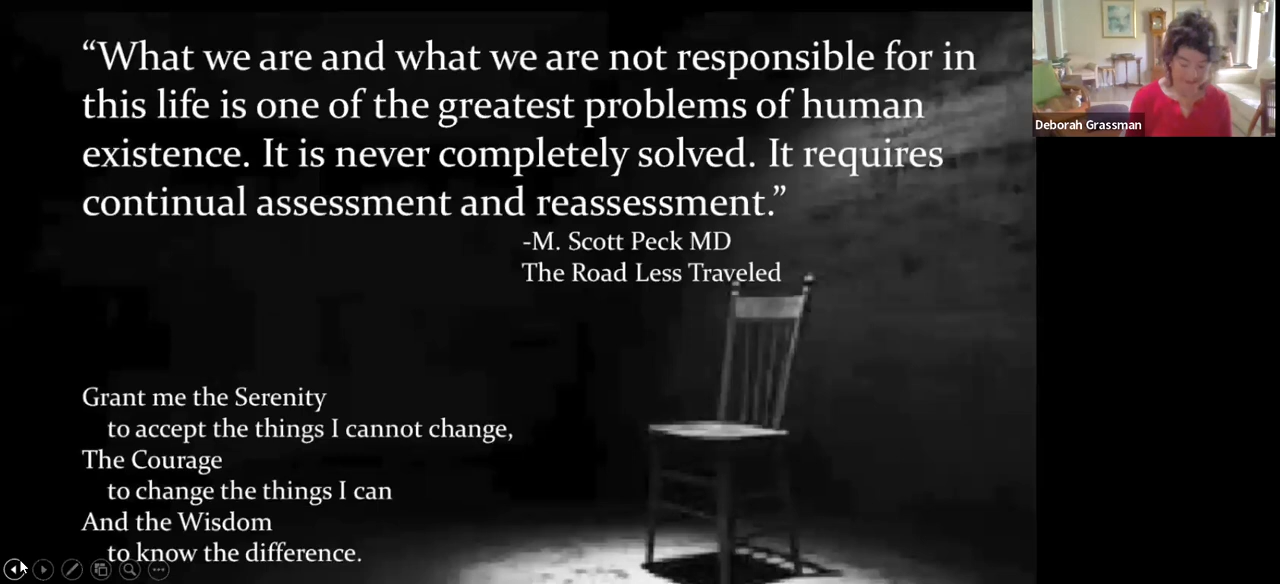 “What we are and what we are not responsible for in
this life is one of the greatest problems of human
existence. It is never completely solved. It requires
continual assessment and reassessment.”
-M. Scott Peck MD
The Road Less Traveled
Grant me the Serenity
to accept the things I cannot change,
The Courage
to change the things I can
And the Wisdom
to know the difference.
Deborah Grassman